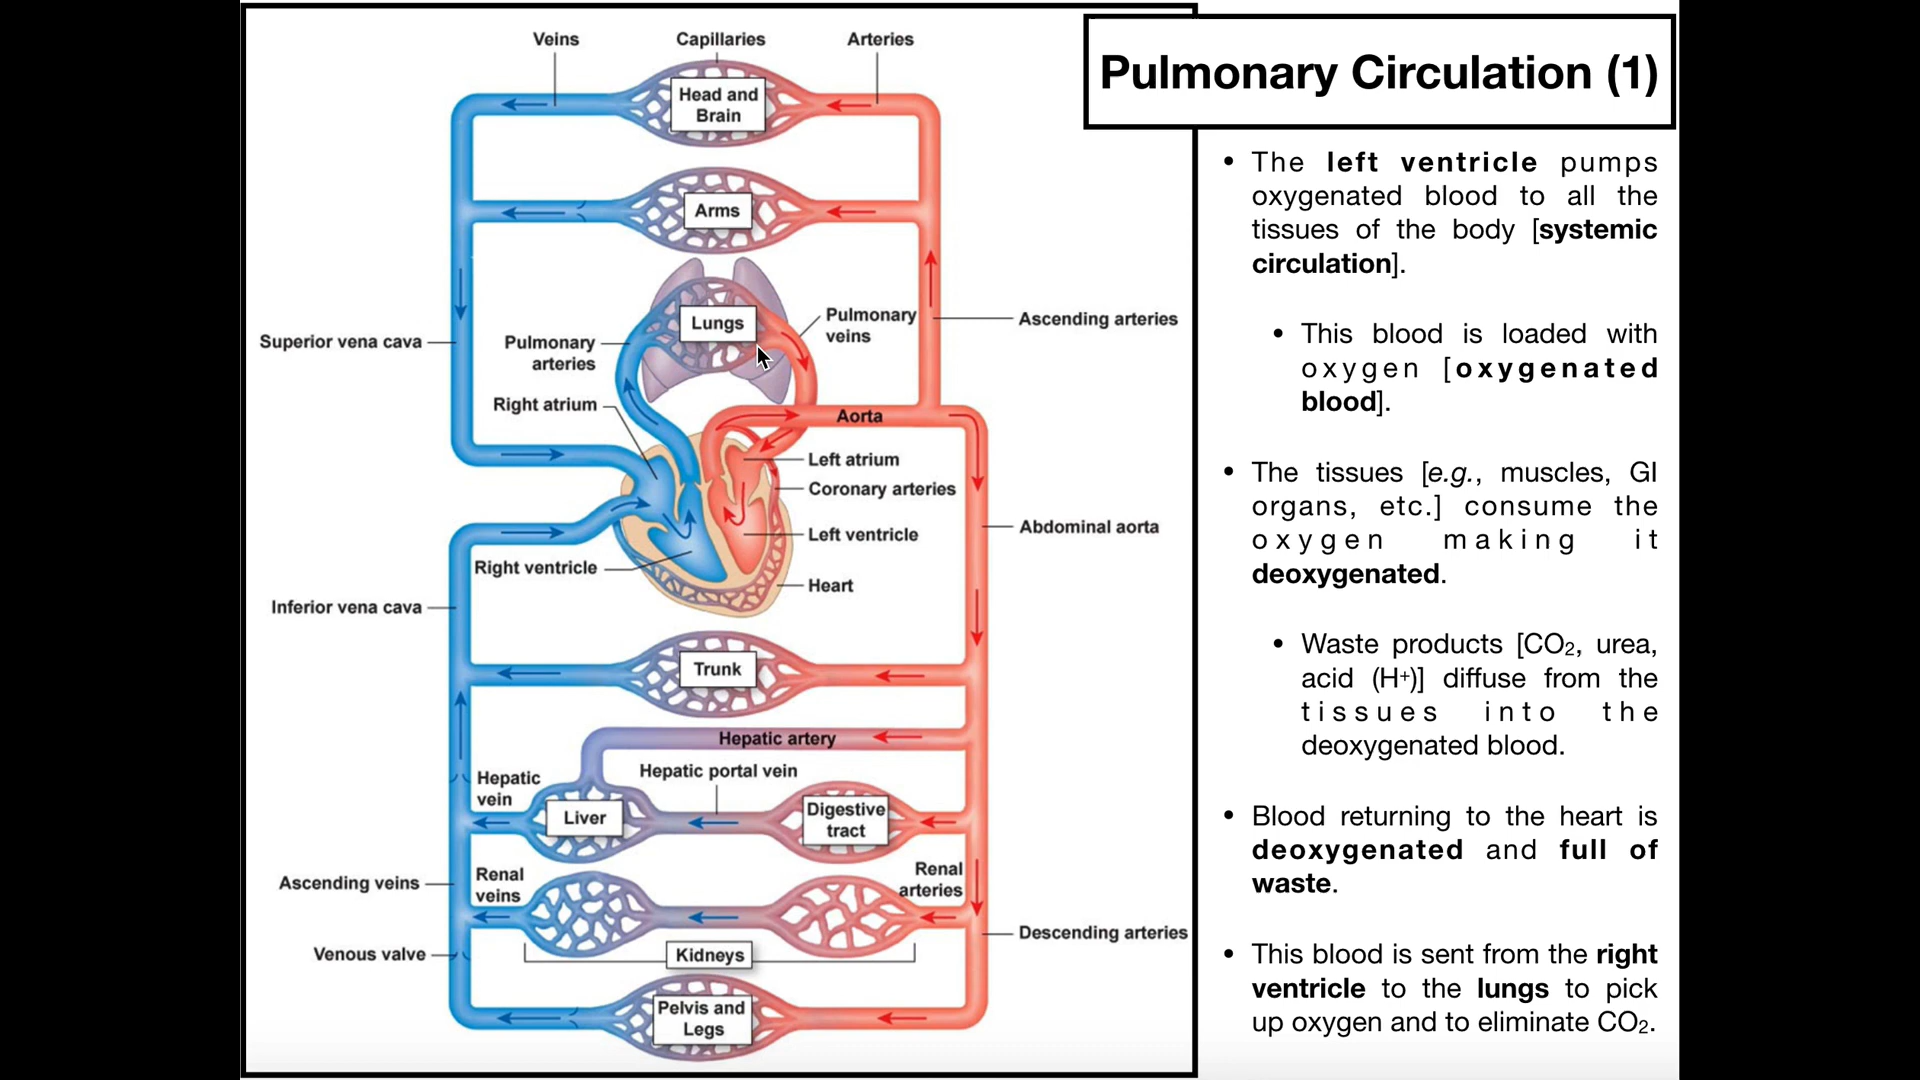 Veins
Capillaries
Arteries
Head and
Brain
Arms
Lungs
Pulmonary
veins
Ascending arteries
Superior vena cava
Pulmonary
arteries
Right atrium
Aorta
Left atrium
Coronary arteries
Left ventricle
Abdominal aorta
Right ventricle
Heart
Inferior vena cava
Trunk
Hepatic artery
Hepatic portal vein
Hepatic
vein
Liver
Digestive
tract
Renal
arteries
Ascending veins
Renal
veins
Descending arteries
Venous valve
Kidneys
Pelvis and
Legs
Pulmonary Circulation (1)
• The left ventricle pumps
oxygenated blood to all the
tissues of the body [systemic
circulation].
• This blood is loaded with
oxygen [oxygenated
blood].
• The tissues [e.g., muscles, GI
organs, etc.] consume the
oxygen making it
deoxygenated.
• Waste products [CO₂, urea,
acid (H⁺)] diffuse from the
tissues into the
deoxygenated blood.
• Blood returning to the heart is
deoxygenated and full of
waste.
• This blood is sent from the right
ventricle to the lungs to pick
up oxygen and to eliminate CO₂.